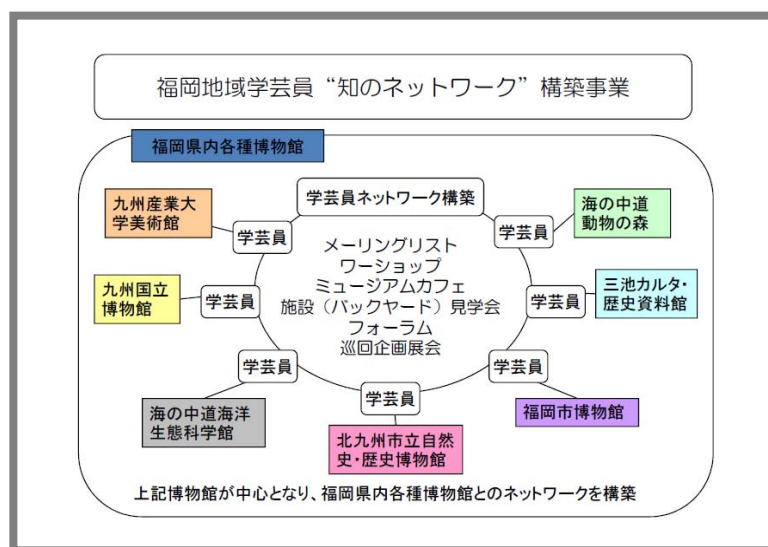 福岡地域学芸員“知のネットワーク”構築事業
福岡県内各種博物館
学芸員ネットワーク構築
九州産業大
学美術館
学芸員
海の中道
動物の森
学芸員
メーリングリスト
ワーショップ
ミュージアムカフェ
施設（バックヤード）見学会
フォーラム
巡回企画展会
九州国立
博物館
学芸員
三池カルタ・
歴史資料館
学芸員
海の中道海洋
生態科学館
学芸員
北九州市立自然
史・歴史博物館
学芸員
福岡市博物館
学芸員
上記博物館が中心となり、福岡県内各種博物館とのネットワークを構築